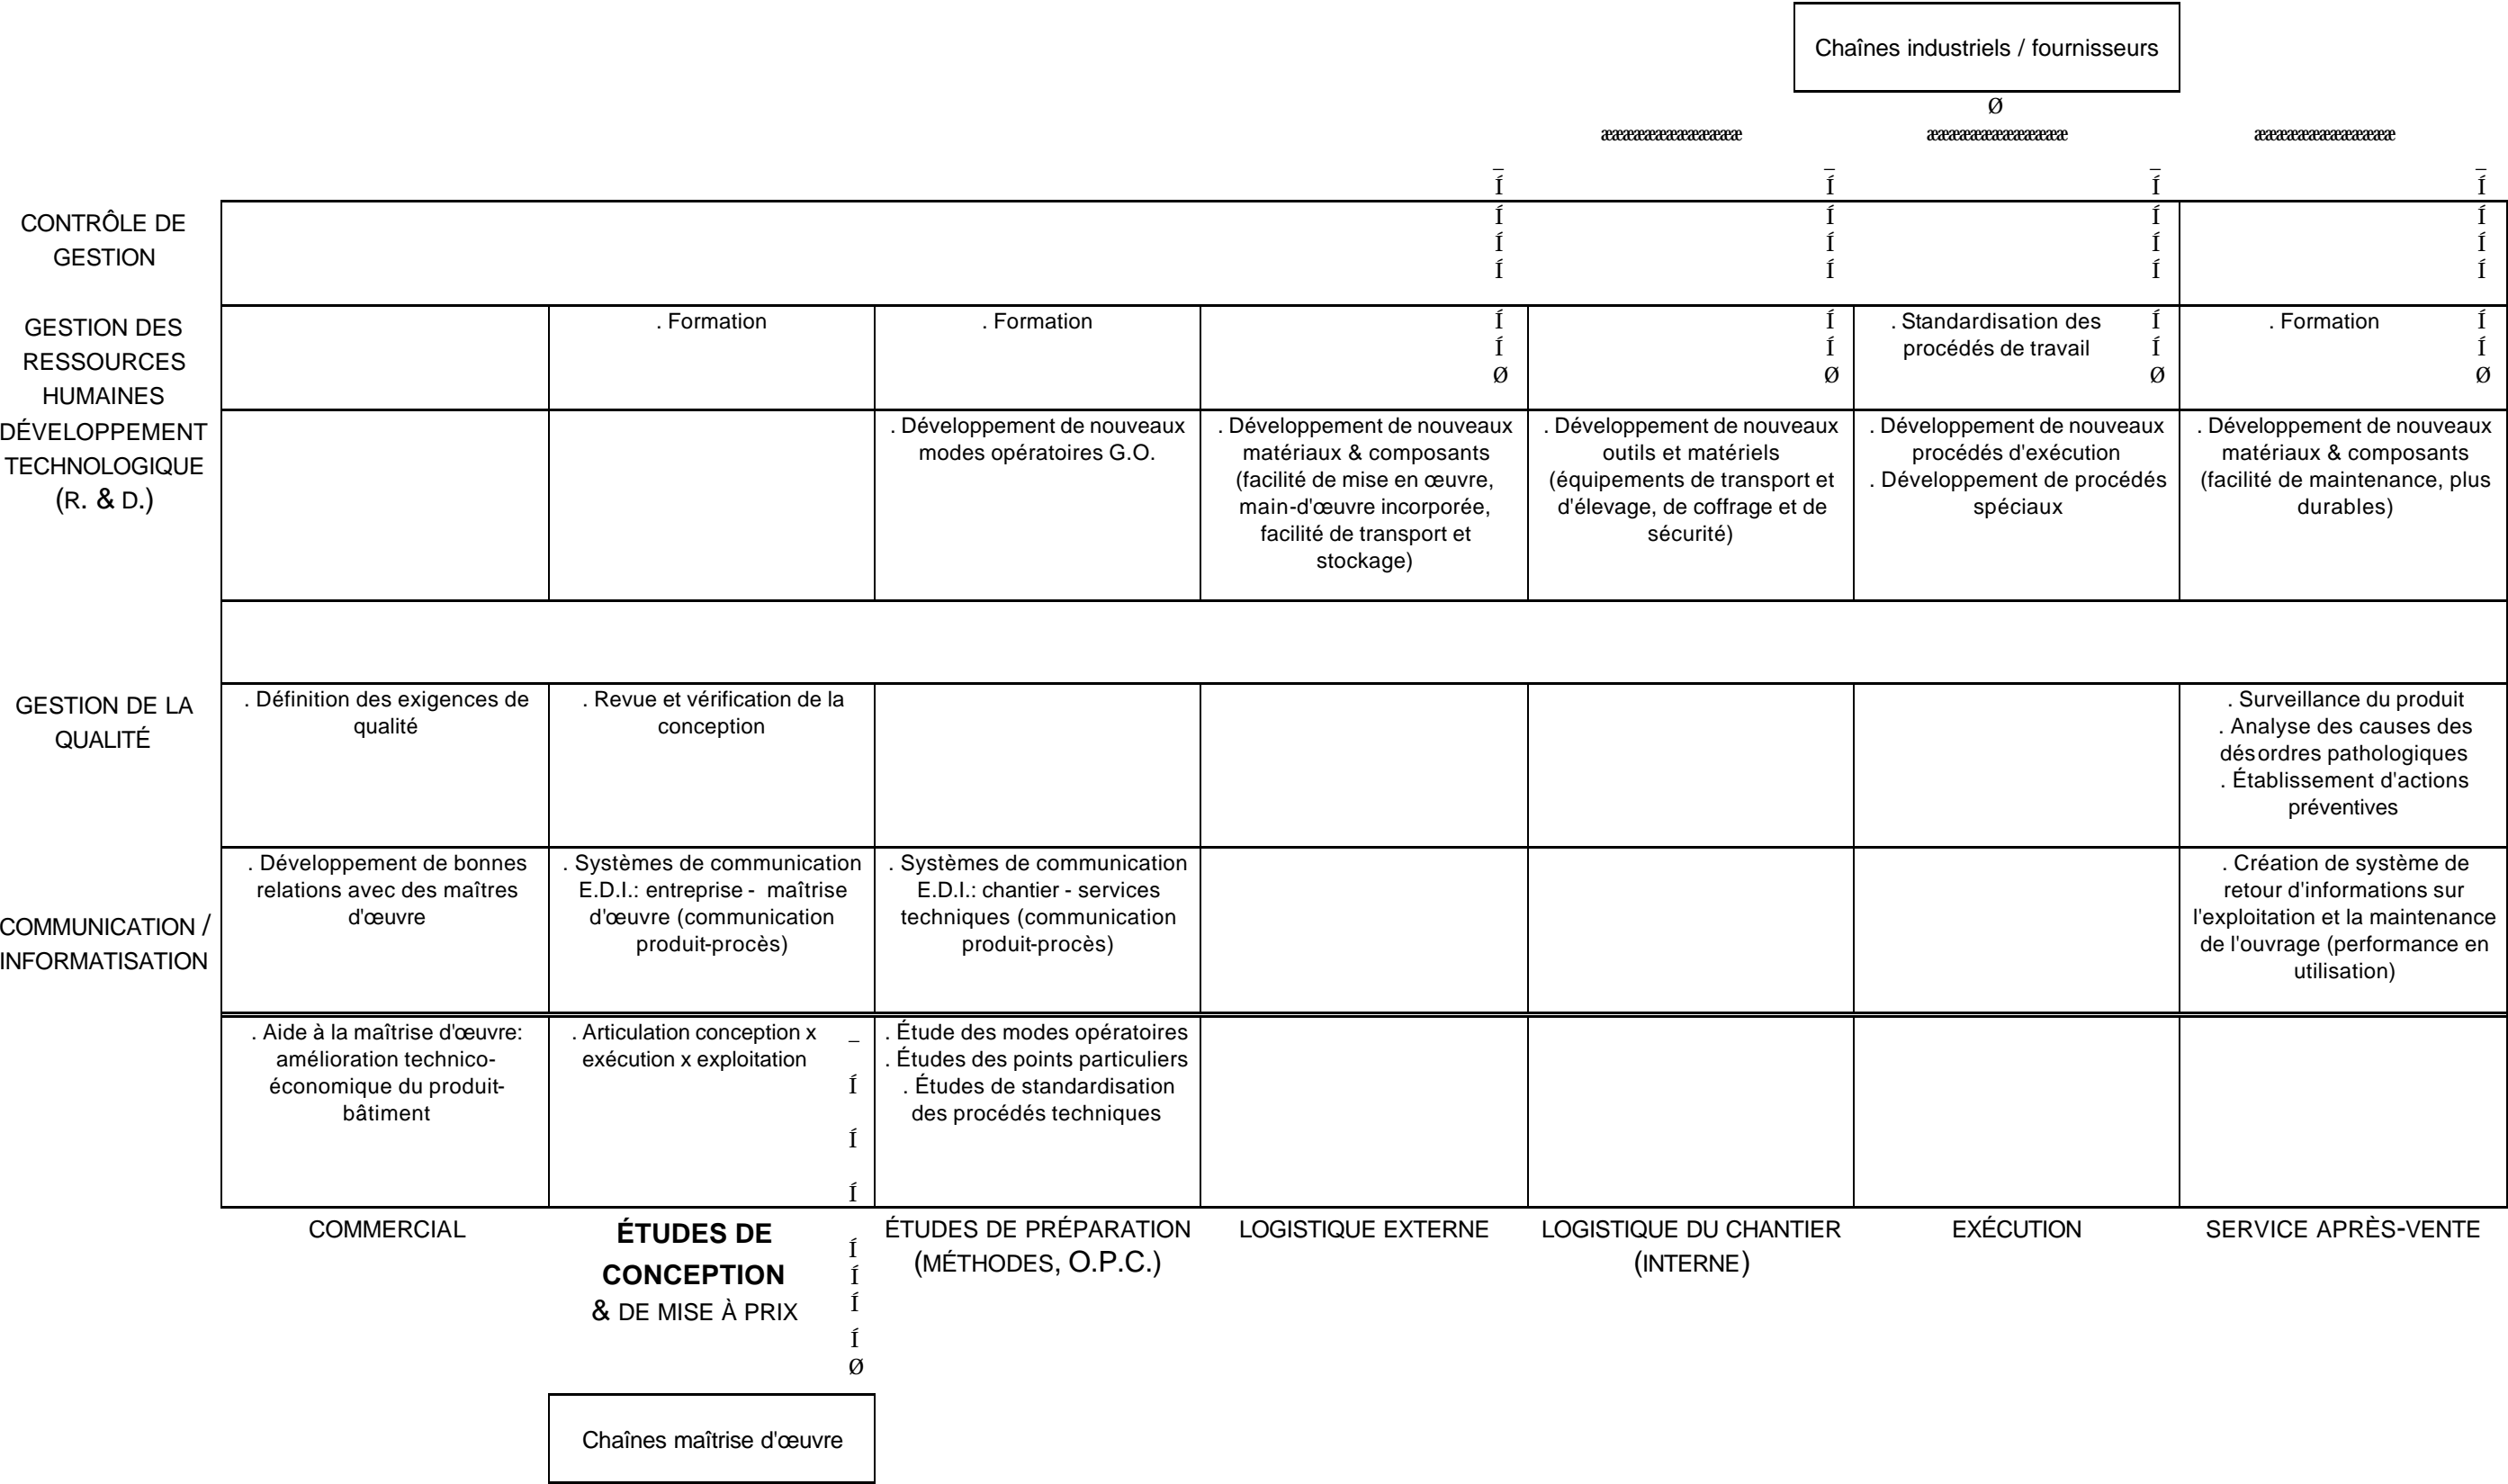 Chaînes industriels / fournisseurs
Ø
æææææææææææææ
æææææææææææææ
æææææææææææææ
_
Í
_
Í
_
Í
_
Í
CONTRÔLE DE
GESTION
Í
Í
Í
Í
Í
Í
Í
Í
Í
Í
Í
Í
GESTION DES
RESSOURCES
HUMAINES
. Formation
. Formation
Í
Í
Ø
Í
Í
Ø
. Standardisation des
procédés de travail
Í
Í
Ø
. Formation
Í
Í
Ø
DÉVELOPPEMENT
TECHNOLOGIQUE
(R. & D.)
. Développement de nouveaux
modes opératoires G.O.
. Développement de nouveaux
matériaux & composants
(facilité de mise en œuvre,
main-d'œuvre incorporée,
facilité de transport et
stockage)
. Développement de nouveaux
outils et matériels
(équipements de transport et
d'élevage, de coffrage et de
sécurité)
. Développement de nouveaux
procédés d'exécution
. Développement de procédés
spéciaux
. Développement de nouveaux
matériaux & composants
(facilité de maintenance, plus
durables)
GESTION DE LA
QUALITÉ
. Définition des exigences de
qualité
. Revue et vérification de la
conception
. Surveillance du produit
. Analyse des causes des
désordres pathologiques
. Établissement d'actions
préventives
COMMUNICATION /
INFORMATISATION
. Développement de bonnes
relations avec des maîtres
d'œuvre
. Systèmes de communication
E.D.I.: entreprise - maîtrise
d'œuvre (communication
produit-procès)
. Systèmes de communication
E.D.I.: chantier - services
techniques (communication
produit-procès)
. Création de système de
retour d'informations sur
l'exploitation et la maintenance
de l'ouvrage (performance en
utilisation)
. Aide à la maîtrise d'œuvre:
amélioration technico-
économique du produit-
bâtiment
. Articulation conception x
exécution x exploitation
_
Í
Í
Í
. Étude des modes opératoires
. Études des points particuliers
. Études de standardisation
des procédés techniques
COMMERCIAL
ÉTUDES DE
CONCEPTION
& DE MISE À PRIX
Í
Í
Í
Í
Ø
ÉTUDES DE PRÉPARATION
(MÉTHODES, O.P.C.)
LOGISTIQUE EXTERNE
LOGISTIQUE DU CHANTIER
(INTERNE)
EXÉCUTION
SERVICE APRÈS-VENTE
Chaînes maîtrise d'œuvre